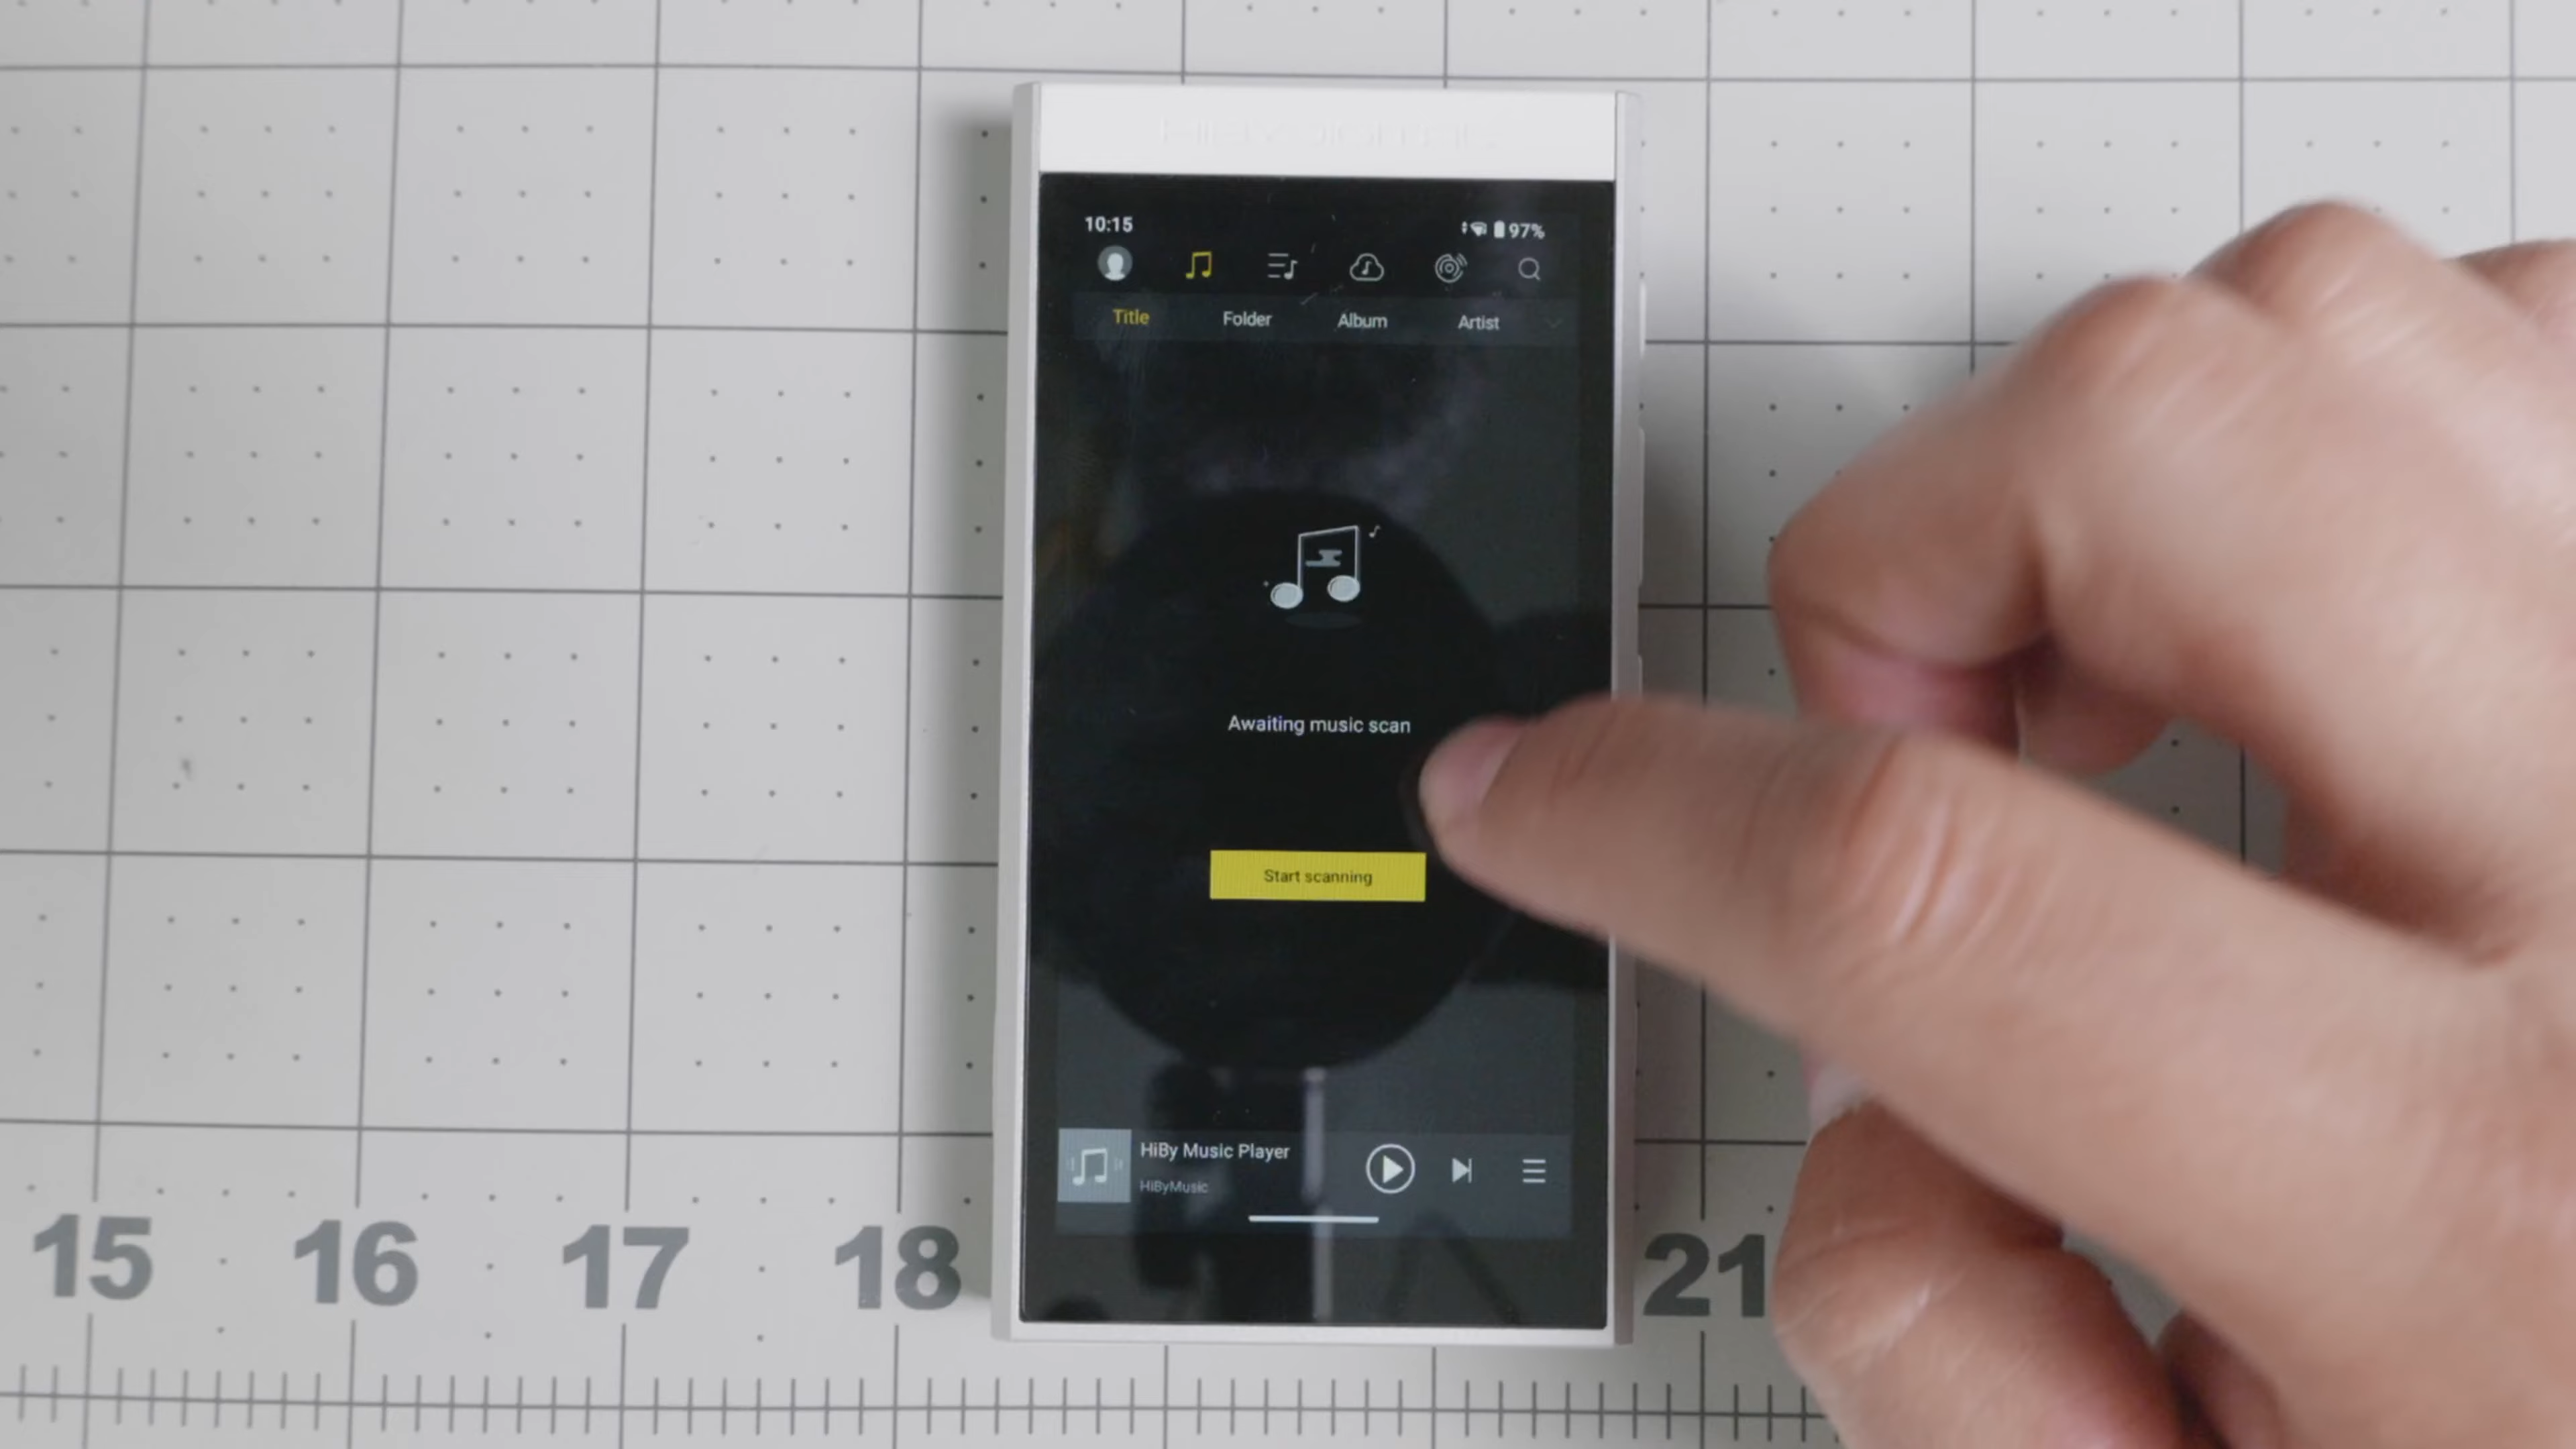 10:15
97%
Title Folder Album Artist
Awaiting music scan
Start scanning
HiBy Music Player
HiByMusic
15 16 17 18 21